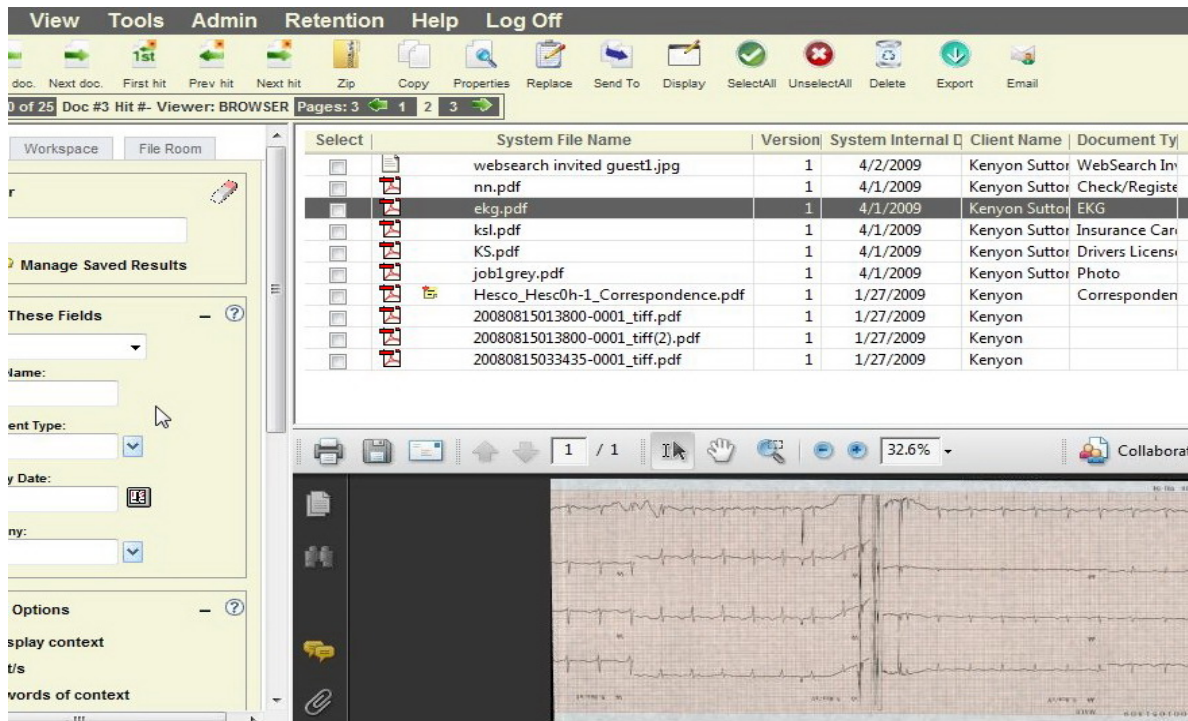 View Tools Admin Retention Help Log Off
doc. Next doc. First hit Prev hit Next hit Zip Copy Properties Replace Send To Display SelectAll UnselectAll Delete Export Email
1st
of 25 Doc #3 Hit #- Viewer: BROWSER Pages: 3 1 2 3
Workspace File Room
r
Manage Saved Results
These Fields
Name:
ent Type:
y Date:
ny:
Options
splay context
t/s
words of context
Select System File Name Version System Internal D Client Name Document Ty
websearch invited guest1.jpg 1 4/2/2009 Kenyon Sutton WebSearch Inv
nn.pdf 1 4/1/2009 Kenyon Sutton Check/Registe
ekg.pdf 1 4/1/2009 Kenyon Sutton EKG
ksl.pdf 1 4/1/2009 Kenyon Sutton Insurance Car
KS.pdf 1 4/1/2009 Kenyon Sutton Drivers Licens
job1grey.pdf 1 4/1/2009 Kenyon Sutton Photo
Hesco_Hesc0h-1_Correspondence.pdf 1 1/27/2009 Kenyon Corresponden
20080815013800-0001_tiff.pdf 1 1/27/2009 Kenyon
20080815013800-0001_tiff(2).pdf 1 1/27/2009 Kenyon
20080815033435-0001_tiff.pdf 1 1/27/2009 Kenyon
1 / 1 32.6% Collaborat